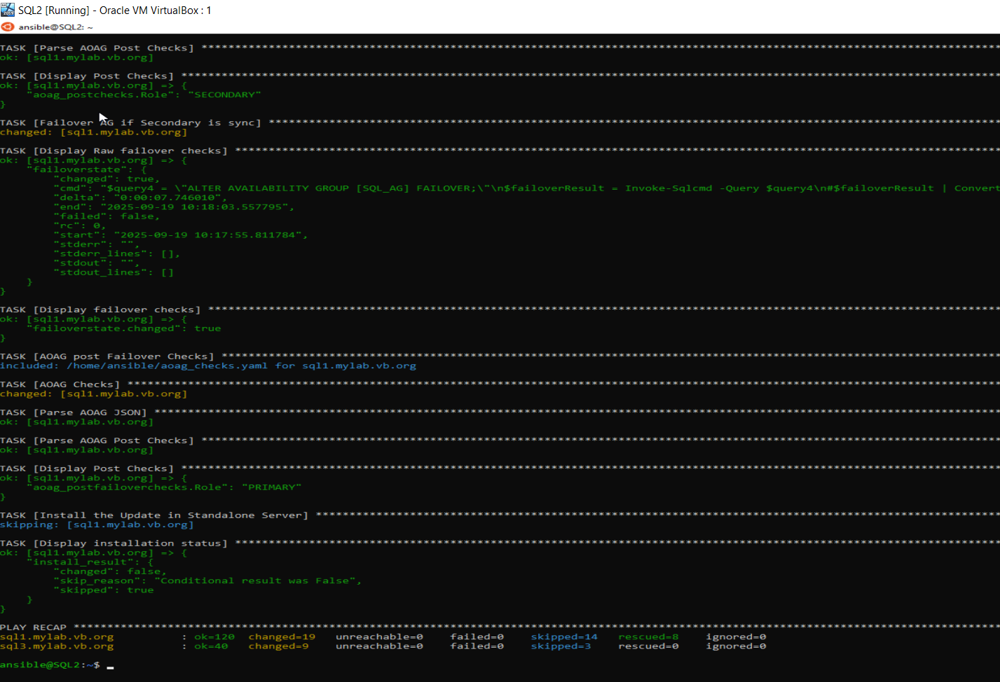 SQL2 [Running] - Oracle VM VirtualBox : 1
ansible@SQL2: ~
TASK [Parse AOAG Post Checks] ****************************************************************************************************
ok: [sql1.mylab.vb.org]
TASK [Display Post Checks] ****************************************************************************************************
ok: [sql1.mylab.vb.org] => {
    "aoag_postchecks.Role": "SECONDARY"
}
TASK [Failover AG if Secondary is sync] ****************************************************************************************************
changed: [sql1.mylab.vb.org]
TASK [Display Raw failover checks] ****************************************************************************************************
ok: [sql1.mylab.vb.org] => {
    "failoverstate": {
        "changed": true,
        "cmd": "$query4 = \"ALTER AVAILABILITY GROUP [SQL_AG] FAILOVER;\"\n$failoverResult = Invoke-Sqlcmd -Query $query4\n#$failoverResult | Convert
        "delta": "0:00:07.746010",
        "end": "2025-09-19 10:18:03.557795",
        "failed": false,
        "rc": 0,
        "start": "2025-09-19 10:17:55.811784",
        "stderr": "",
        "stderr_lines": [],
        "stdout": "",
        "stdout_lines": []
    }
}
TASK [Display failover checks] ****************************************************************************************************
ok: [sql1.mylab.vb.org] => {
    "failoverstate.changed": true
}
TASK [AOAG post Failover Checks] ****************************************************************************************************
included: /home/ansible/aoag_checks.yaml for sql1.mylab.vb.org
TASK [AOAG Checks] ****************************************************************************************************
changed: [sql1.mylab.vb.org]
TASK [Parse AOAG JSON] ****************************************************************************************************
ok: [sql1.mylab.vb.org]
TASK [Parse AOAG Post Checks] ****************************************************************************************************
ok: [sql1.mylab.vb.org]
TASK [Display Post Checks] ****************************************************************************************************
ok: [sql1.mylab.vb.org] => {
    "aoag_postfailoverchecks.Role": "PRIMARY"
}
TASK [Install the Update in Standalone Server] ****************************************************************************************************
skipping: [sql1.mylab.vb.org]
TASK [Display installation status] ****************************************************************************************************
ok: [sql1.mylab.vb.org] => {
    "install_result": {
        "changed": false,
        "skip_reason": "Conditional result was False",
        "skipped": true
    }
}
PLAY RECAP ****************************************************************************************************
sql1.mylab.vb.org          : ok=120  changed=19   unreachable=0    failed=0    skipped=14   rescued=8    ignored=0
sql3.mylab.vb.org          : ok=40   changed=9    unreachable=0    failed=0    skipped=3    rescued=0    ignored=0
ansible@SQL2:~$